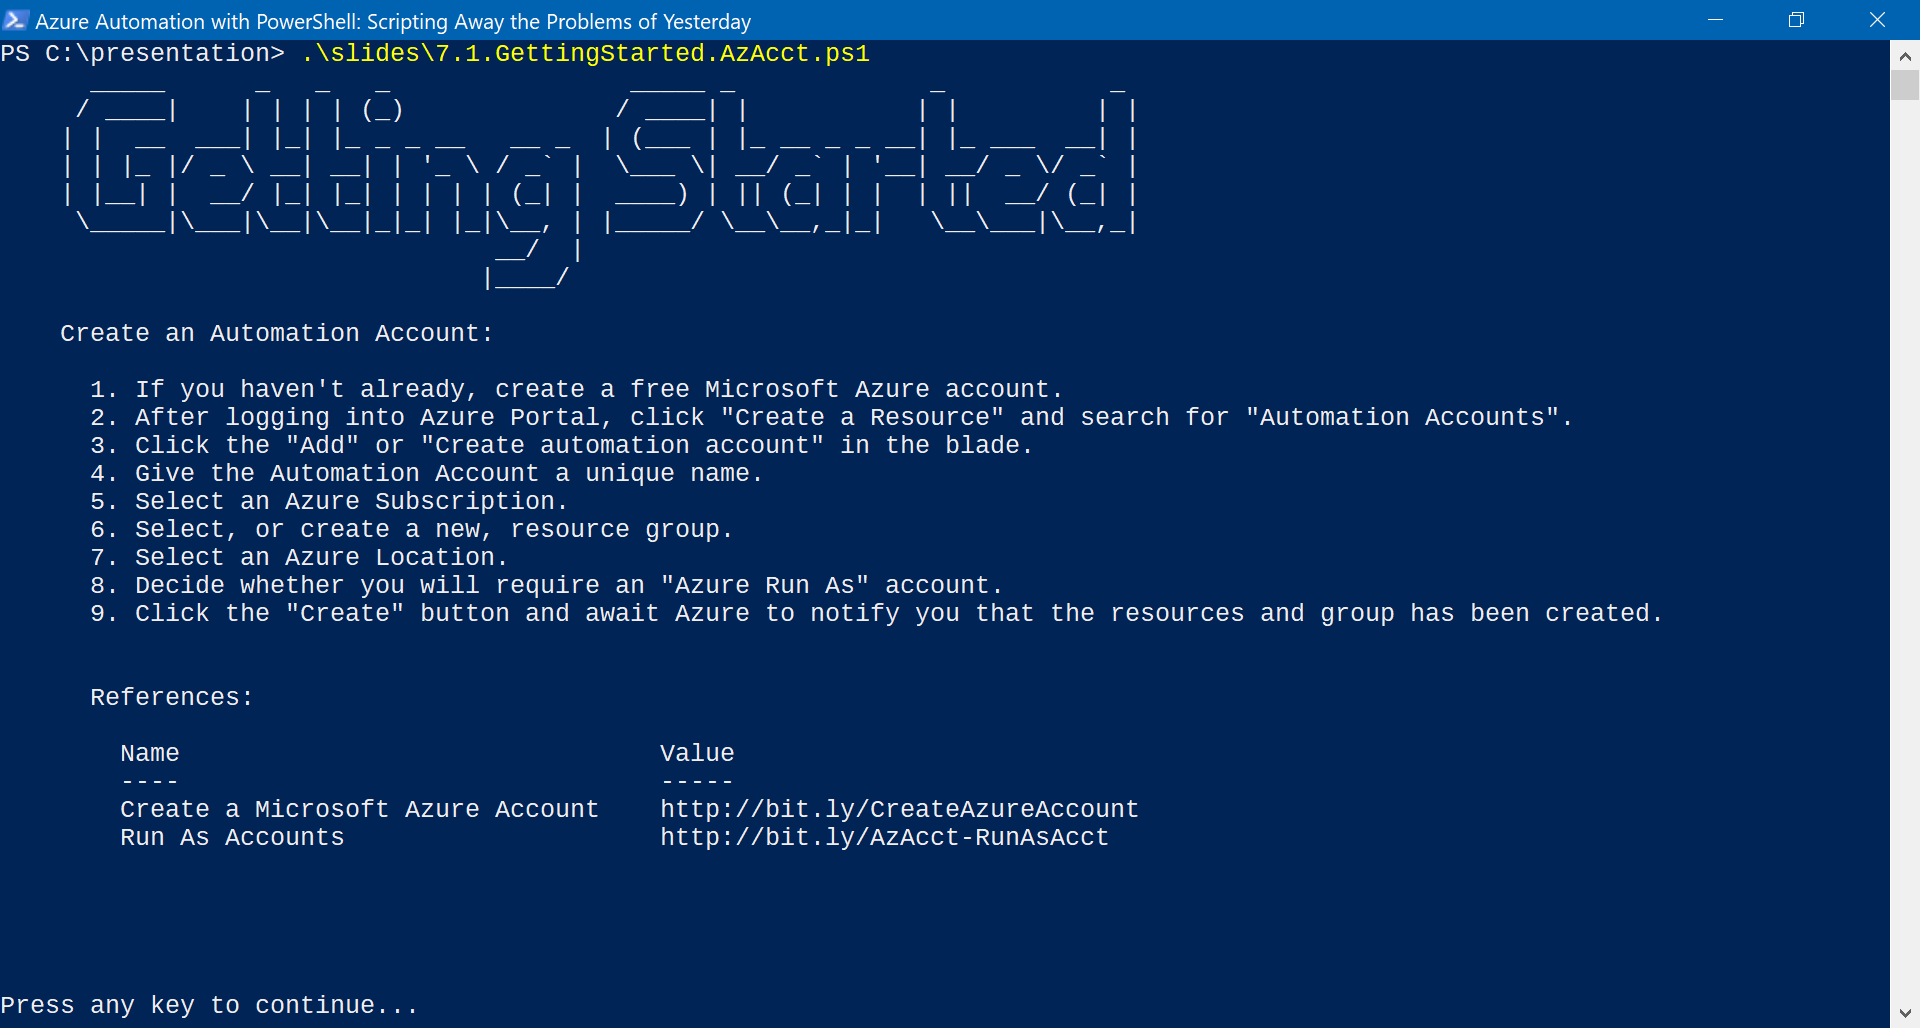 Azure Automation with PowerShell: Scripting Away the Problems of Yesterday
PS C:\presentation> .\slides\7.1.GettingStarted.AzAcct.ps1
Getting Started
Create an Automation Account:
1. If you haven't already, create a free Microsoft Azure account.
2. After logging into Azure Portal, click "Create a Resource" and search for "Automation Accounts".
3. Click the "Add" or "Create automation account" in the blade.
4. Give the Automation Account a unique name.
5. Select an Azure Subscription.
6. Select, or create a new, resource group.
7. Select an Azure Location.
8. Decide whether you will require an "Azure Run As" account.
9. Click the "Create" button and await Azure to notify you that the resources and group has been created.
References:
Name Value
---- -----
Create a Microsoft Azure Account http://bit.ly/CreateAzureAccount
Run As Accounts http://bit.ly/AzAcct-RunAsAcct
Press any key to continue...